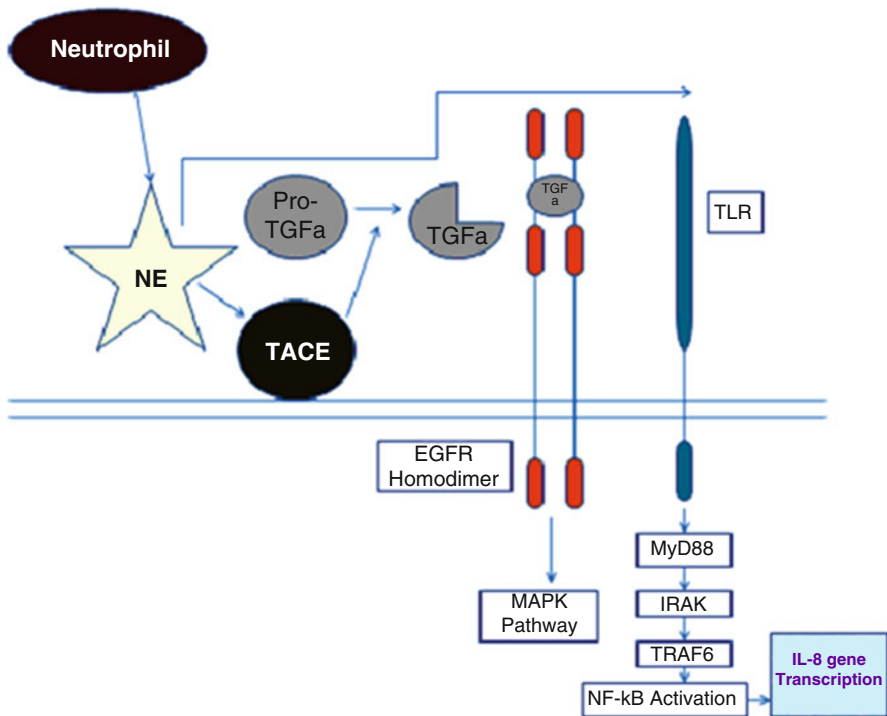 Neutrophil
NE
Pro-
TGFa
TGFa
TACE
TGF
a
TLR
EGFR
Homodimer
MAPK
Pathway
MyD88
IRAK
TRAF6
NF-kB Activation
IL-8 gene
Transcription